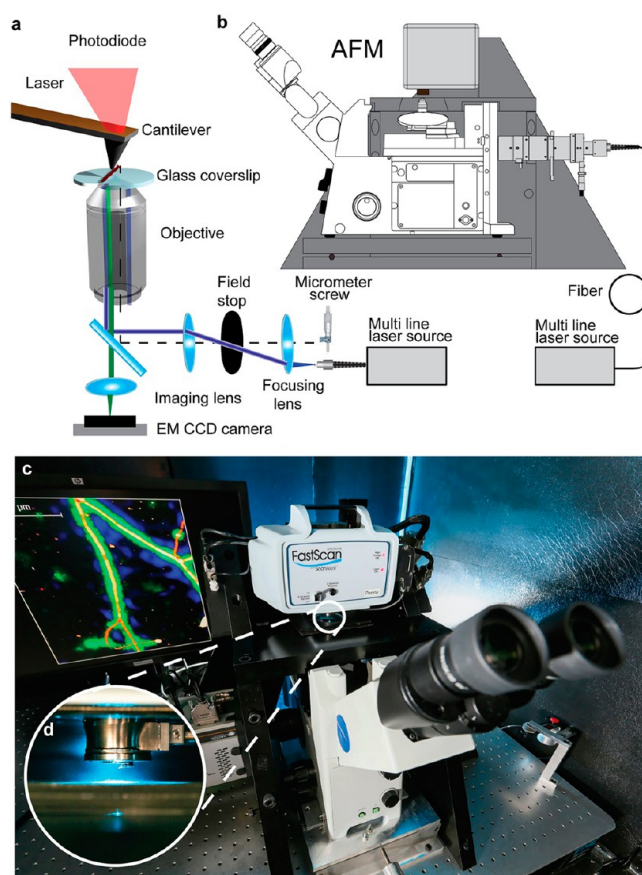 a
Photodiode
Laser
Cantilever
Glass coverslip
Objective
Field
stop
Micrometer
screw
Multi line
laser source
Imaging lens
Focusing
lens
EM CCD camera
b
AFM
Fiber
Multi line
laser source
c
µm
hp
FastScan
d